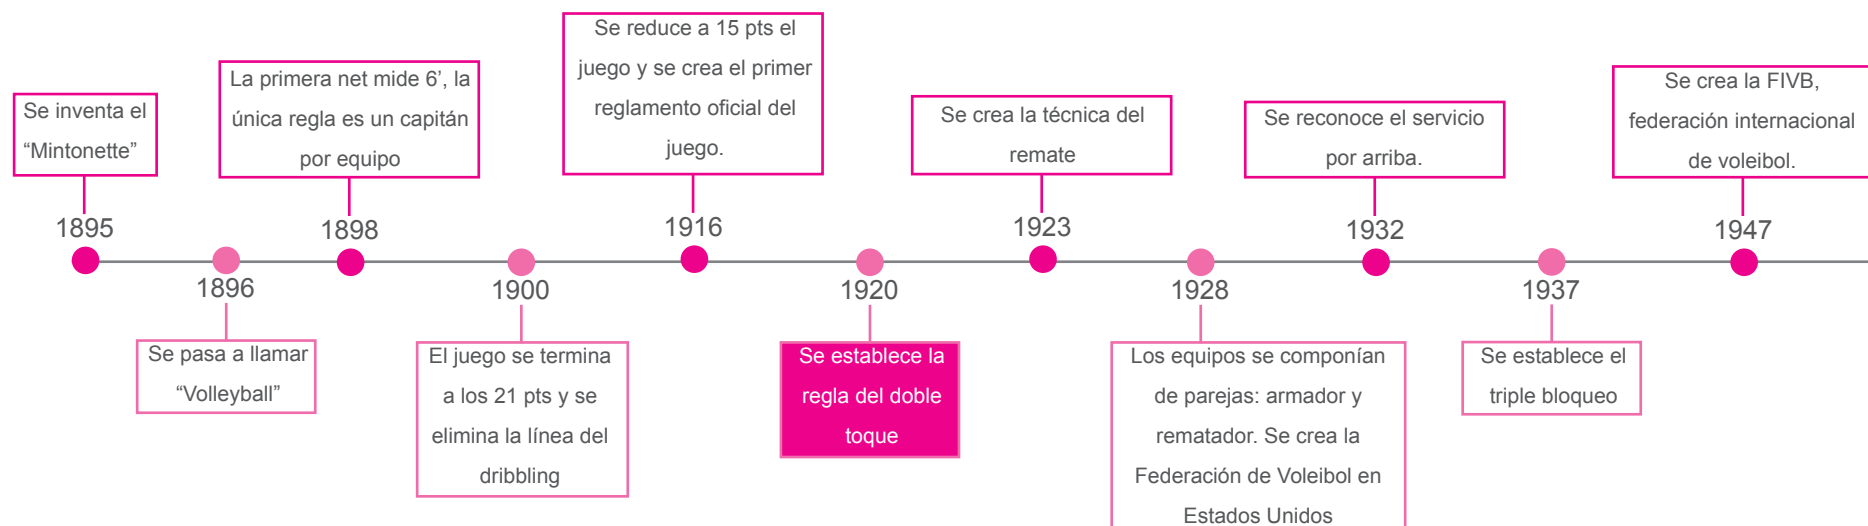 Se inventa el
“Mintonette”
1895
Se pasa a llamar
“Volleyball”
1896
La primera net mide 6’, la
única regla es un capitán
por equipo
1898
1900
El juego se termina
a los 21 pts y se
elimina la línea del
dribbling
Se reduce a 15 pts el
juego y se crea el primer
reglamento oficial del
juego.
1916
1920
Se establece la
regla del doble
toque
Se crea la técnica del
remate
1923
1928
Los equipos se componían
de parejas: armador y
rematador. Se crea la
Federación de Voleibol en
Estados Unidos
Se reconoce el servicio
por arriba.
1932
1937
Se establece el
triple bloqueo
Se crea la FIVB,
federación internacional
de voleibol.
1947